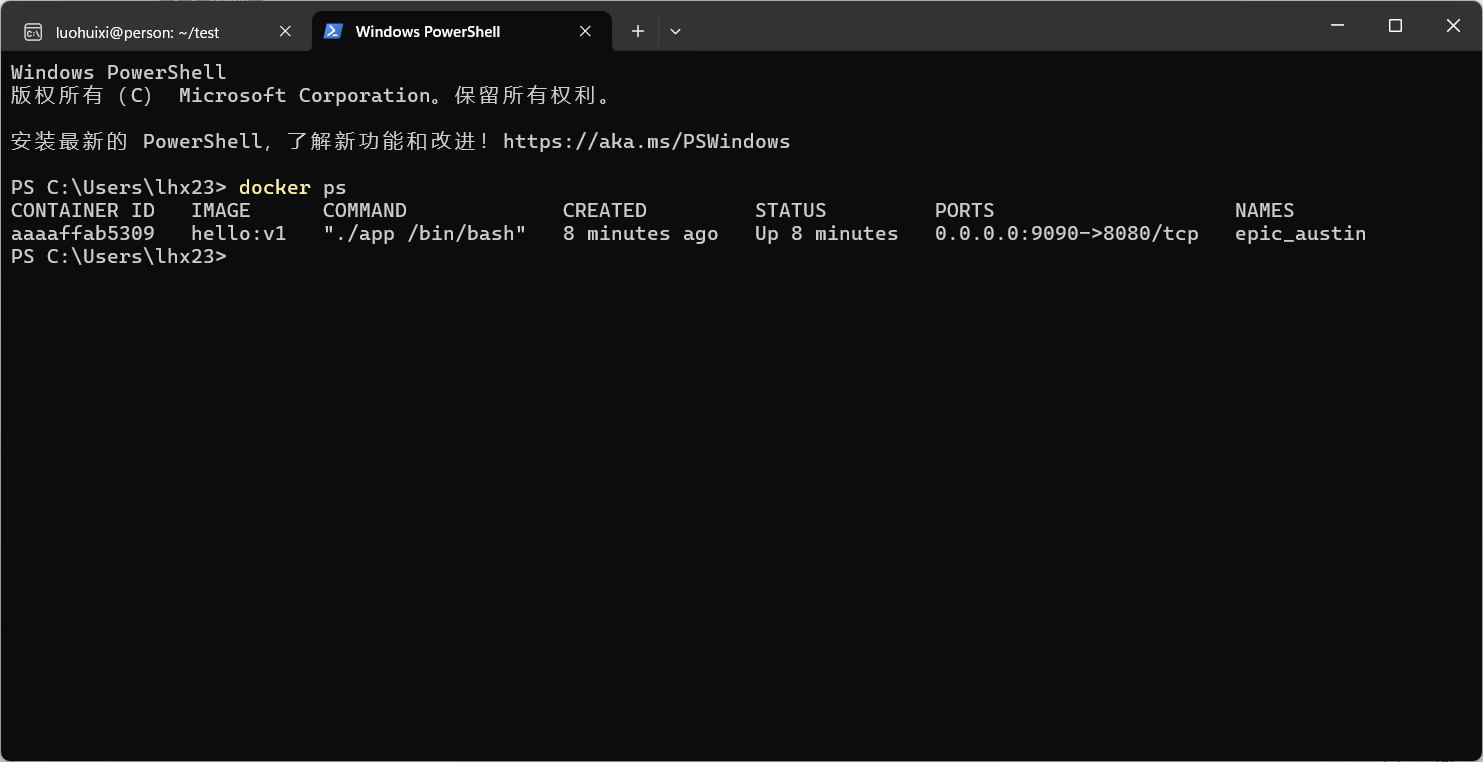 luohuixi@person: ~/test
Windows PowerShell
Windows PowerShell
版权所有（C） Microsoft Corporation。保留所有权利。
安装最新的 PowerShell，了解新功能和改进！https://aka.ms/PSWindows
PS C:\Users\lhx23> docker ps
CONTAINER ID   IMAGE      COMMAND             CREATED         STATUS         PORTS                    NAMES
aaaaffab5309   hello:v1   "./app /bin/bash"   8 minutes ago   Up 8 minutes   0.0.0.0:9090->8080/tcp   epic_austin
PS C:\Users\lhx23>